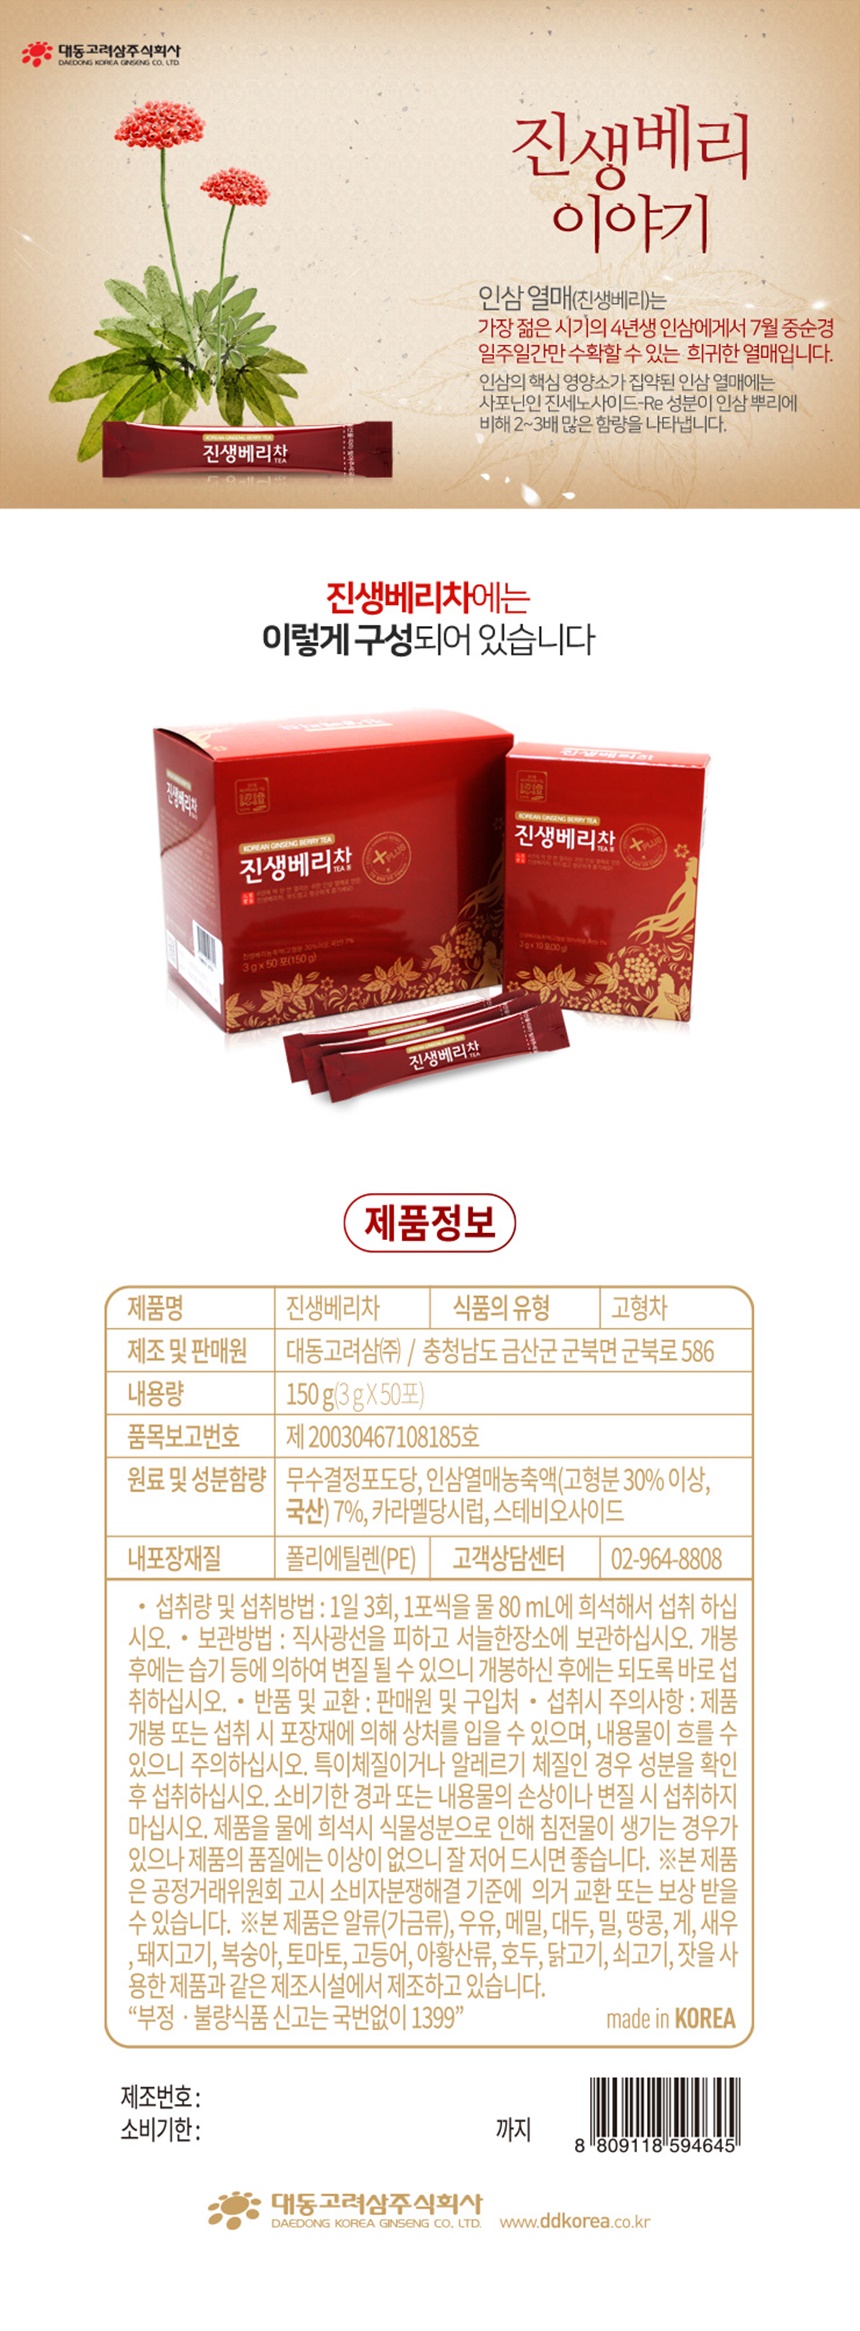 대동고려삼주식회사
DAEDONG KOREA GINSENG CO., LTD.
진생베리
이야기
인삼 열매(진생베리)는
가장 젊은 시기의 4년생 인삼에게서 7월 중순경
일주일간만 수확할 수 있는 희귀한 열매입니다.
인삼의 핵심 영양소가 집약된 인삼 열매에는
사포닌인 진세노사이드-Re 성분이 인삼 뿌리에
비해 2~3배 많은 함량을 나타냅니다.
KOREAN GINSENG BERRY TEA
진생베리차
TEA
진생베리차에는
이렇게 구성되어 있습니다
진생베리차
KOREAN GINSENG BERRY TEA
진생베리차
TEA
X PLUS
진생베리농축액(고형분 30%이상, 국산) 7%
3 g x 50 포(150 g)
KOREAN GINSENG BERRY TEA
진생베리차
TEA
X PLUS
3 g x 10 포(30 g)
진생베리차
TEA
제품정보
제품명 진생베리차 식품의 유형 고형차
제조 및 판매원 대동고려삼㈜ / 충청남도 금산군 군북면 군북로 586
내용량 150 g(3 g X 50포)
품목보고번호 제 20030467108185호
원료 및 성분함량 무수결정포도당, 인삼열매농축액(고형분 30% 이상,
국산) 7%, 카라멜당시럽, 스테비오사이드
내포장재질 폴리에틸렌(PE) 고객상담센터 02-964-8808
• 섭취량 및 섭취방법 : 1일 3회, 1포씩을 물 80 mL에 희석해서 섭취 하십
시오. • 보관방법 : 직사광선을 피하고 서늘한장소에 보관하십시오. 개봉
후에는 습기 등에 의하여 변질 될 수 있으니 개봉하신 후에는 되도록 바로 섭
취하십시오. • 반품 및 교환 : 판매원 및 구입처 • 섭취시 주의사항 : 제품
개봉 또는 섭취 시 포장재에 의해 상처를 입을 수 있으며, 내용물이 흐를 수
있으니 주의하십시오. 특이체질이거나 알레르기 체질인 경우 성분을 확인
후 섭취하십시오. 소비기한 경과 또는 내용물의 손상이나 변질 시 섭취하지
마십시오. 제품을 물에 희석시 식물성분으로 인해 침전물이 생기는 경우가
있으나 제품의 품질에는 이상이 없으니 잘 저어 드시면 좋습니다. ※본 제품
은 공정거래위원회 고시 소비자분쟁해결 기준에 의거 교환 또는 보상 받을
수 있습니다. ※본 제품은 알류(가금류), 우유, 메밀, 대두, 밀, 땅콩, 게, 새우
, 돼지고기, 복숭아, 토마토, 고등어, 아황산류, 호두, 닭고기, 쇠고기, 잣을 사
용한 제품과 같은 제조시설에서 제조하고 있습니다.
“부정 · 불량식품 신고는 국번없이 1399” made in KOREA
제조번호 :
소비기한 : 까지
8 809118 594645
대동고려삼주식회사
DAEDONG KOREA GINSENG CO., LTD. www.ddkorea.co.kr